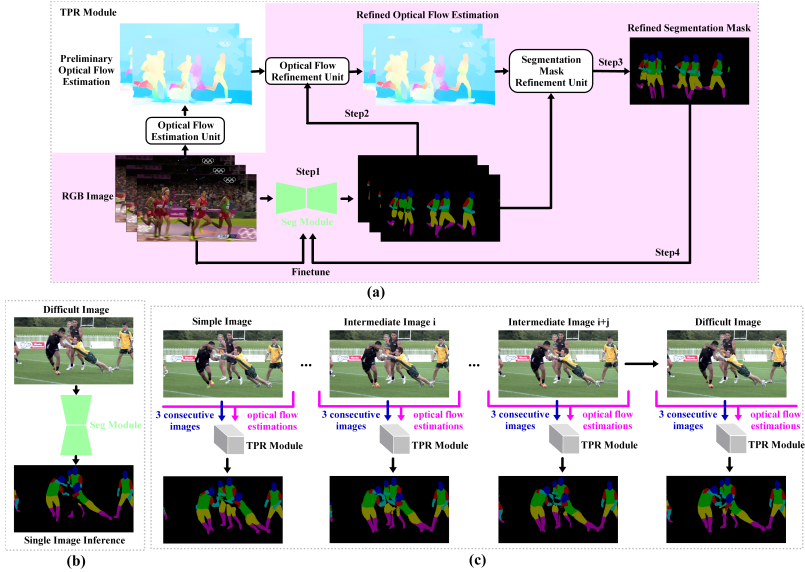 TPR Module
Preliminary
Optical Flow
Estimation
Optical Flow
Estimation Unit
RGB Image
Optical Flow
Refinement Unit
Refined Optical Flow Estimation
Segmentation
Mask
Refinement Unit
Step3
Refined Segmentation Mask
Step2
Step1
Seg Module
Finetune
Step4
(a)
Difficult Image
Seg Module
Single Image Inference
(b)
Simple Image
...
Intermediate Image i
...
Intermediate Image i+j
Difficult Image
3 consecutive
images
optical flow
estimations
TPR Module
3 consecutive
images
optical flow
estimations
TPR Module
3 consecutive
images
optical flow
estimations
TPR Module
3 consecutive
images
optical flow
estimations
TPR Module
(c)